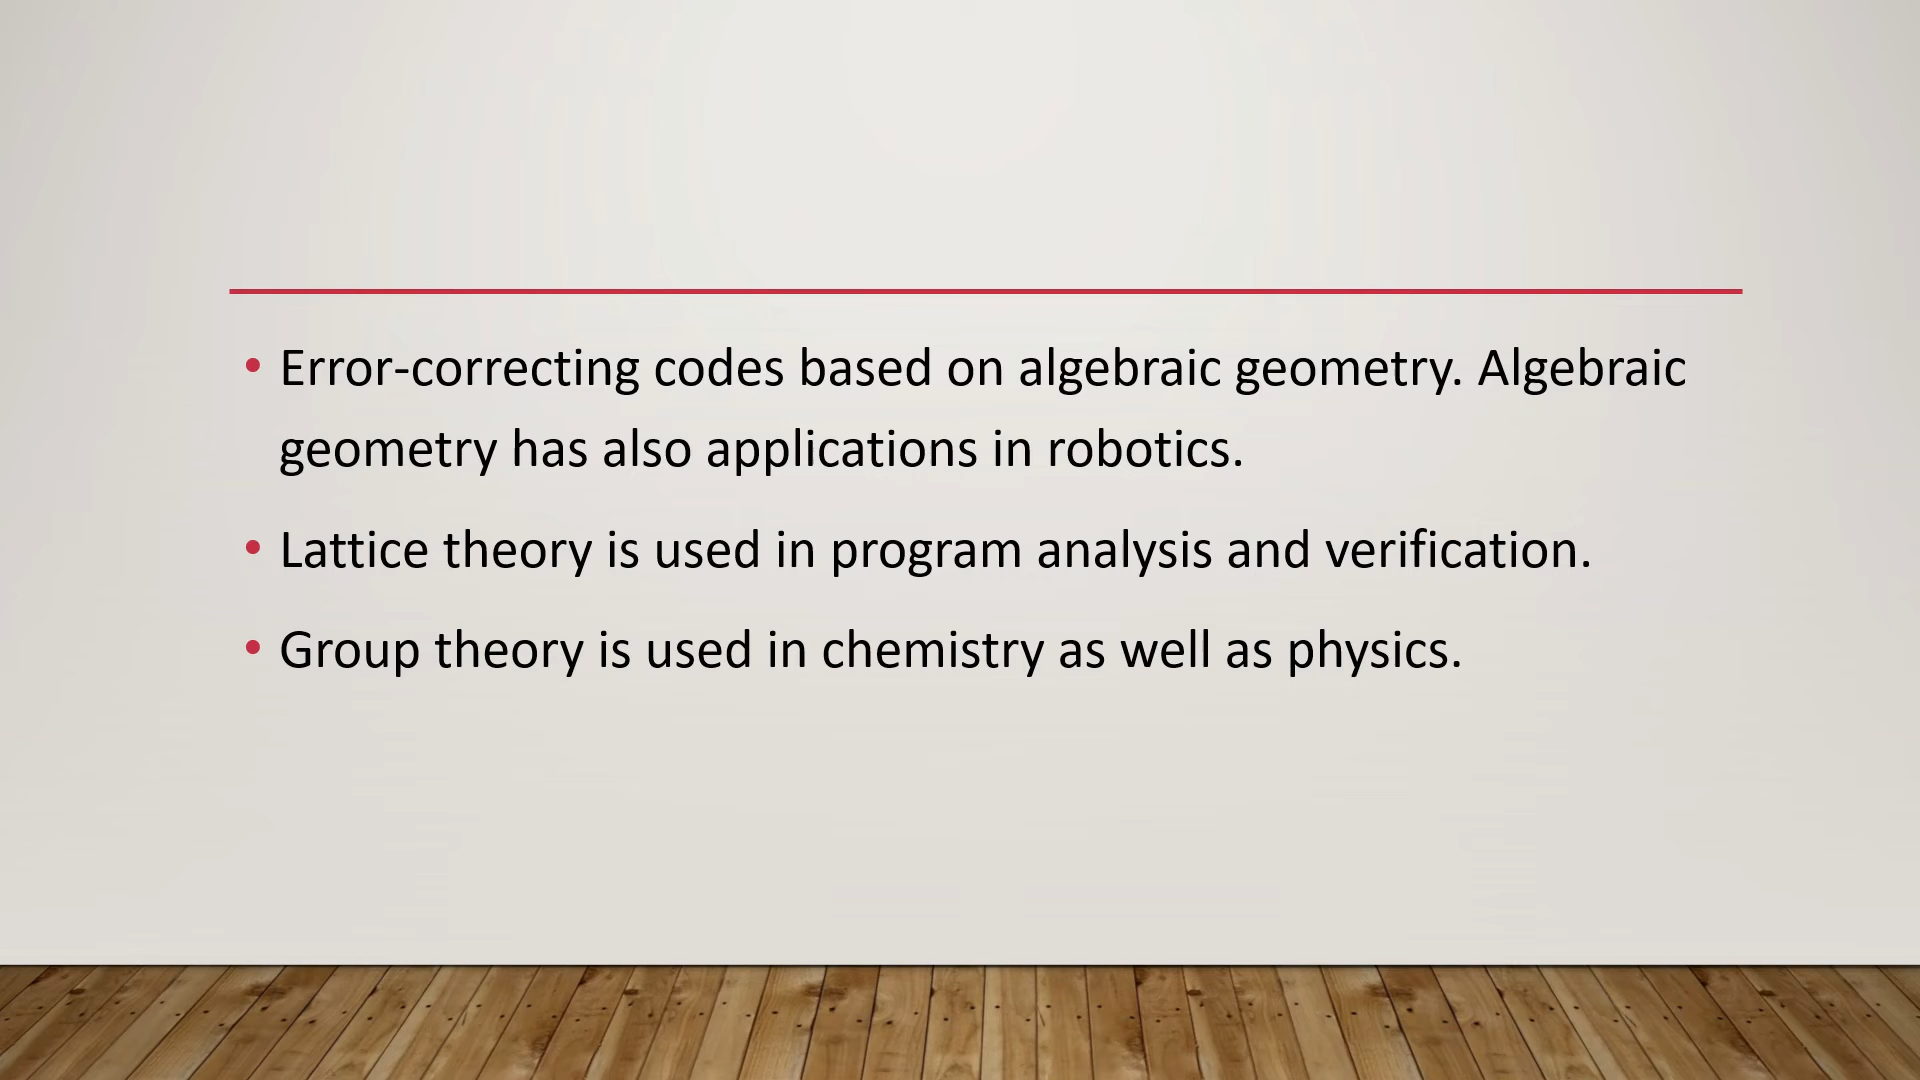 • Error-correcting codes based on algebraic geometry. Algebraic
geometry has also applications in robotics.
• Lattice theory is used in program analysis and verification.
• Group theory is used in chemistry as well as physics.